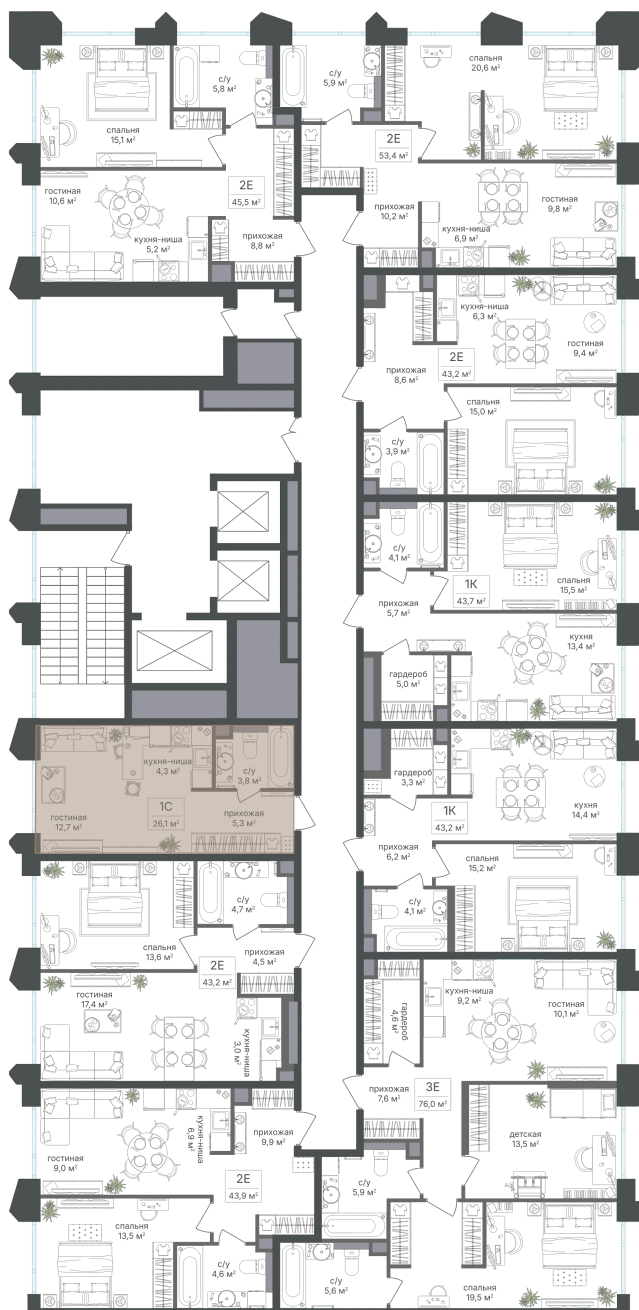 с/у
5,8 м²
с/у
5,9 м²
спальня
20,6 м²
спальня
15,1 м²
2Е
53,4 м²
гостиная
10,6 м²
2Е
45,5 м²
кухня-ниша
5,2 м²
прихожая
8,8 м²
прихожая
10,2 м²
гостиная
9,8 м²
кухня-ниша
6,9 м²
кухня-ниша
6,3 м²
гостиная
9,4 м²
2Е
43,2 м²
прихожая
8,6 м²
спальня
15,0 м²
с/у
3,9 м²
с/у
4,1 м²
1К
43,7 м²
спальня
15,5 м²
прихожая
5,7 м²
кухня
13,4 м²
гардероб
5,0 м²
кухня-ниша
4,3 м²
с/у
3,8 м²
гостиная
12,7 м²
1С
26,1 м²
прихожая
5,3 м²
гардероб
3,3 м²
кухня
14,4 м²
1К
43,2 м²
прихожая
6,2 м²
спальня
15,2 м²
с/у
4,1 м²
с/у
4,7 м²
спальня
13,6 м²
прихожая
4,5 м²
2Е
43,2 м²
гостиная
17,4 м²
кухня-ниша
3,0 м²
кухня-ниша
9,2 м²
гостиная
10,1 м²
гардероб
4,6 м²
прихожая
7,6 м²
3Е
76,0 м²
детская
13,5 м²
кухня-ниша
6,9 м²
прихожая
9,9 м²
гостиная
9,0 м²
2Е
43,9 м²
с/у
5,9 м²
спальня
13,5 м²
с/у
4,6 м²
с/у
5,6 м²
спальня
19,5 м²